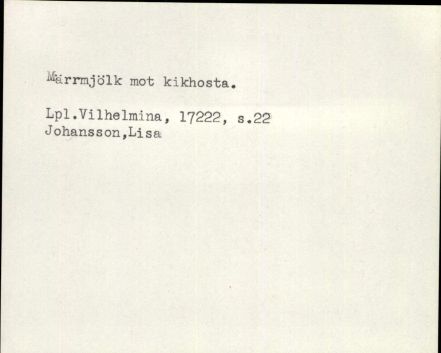 Märrmjölk mot kikhosta.
Lpl.Vilhelmina, 17222, s.22
Johansson,Lisa